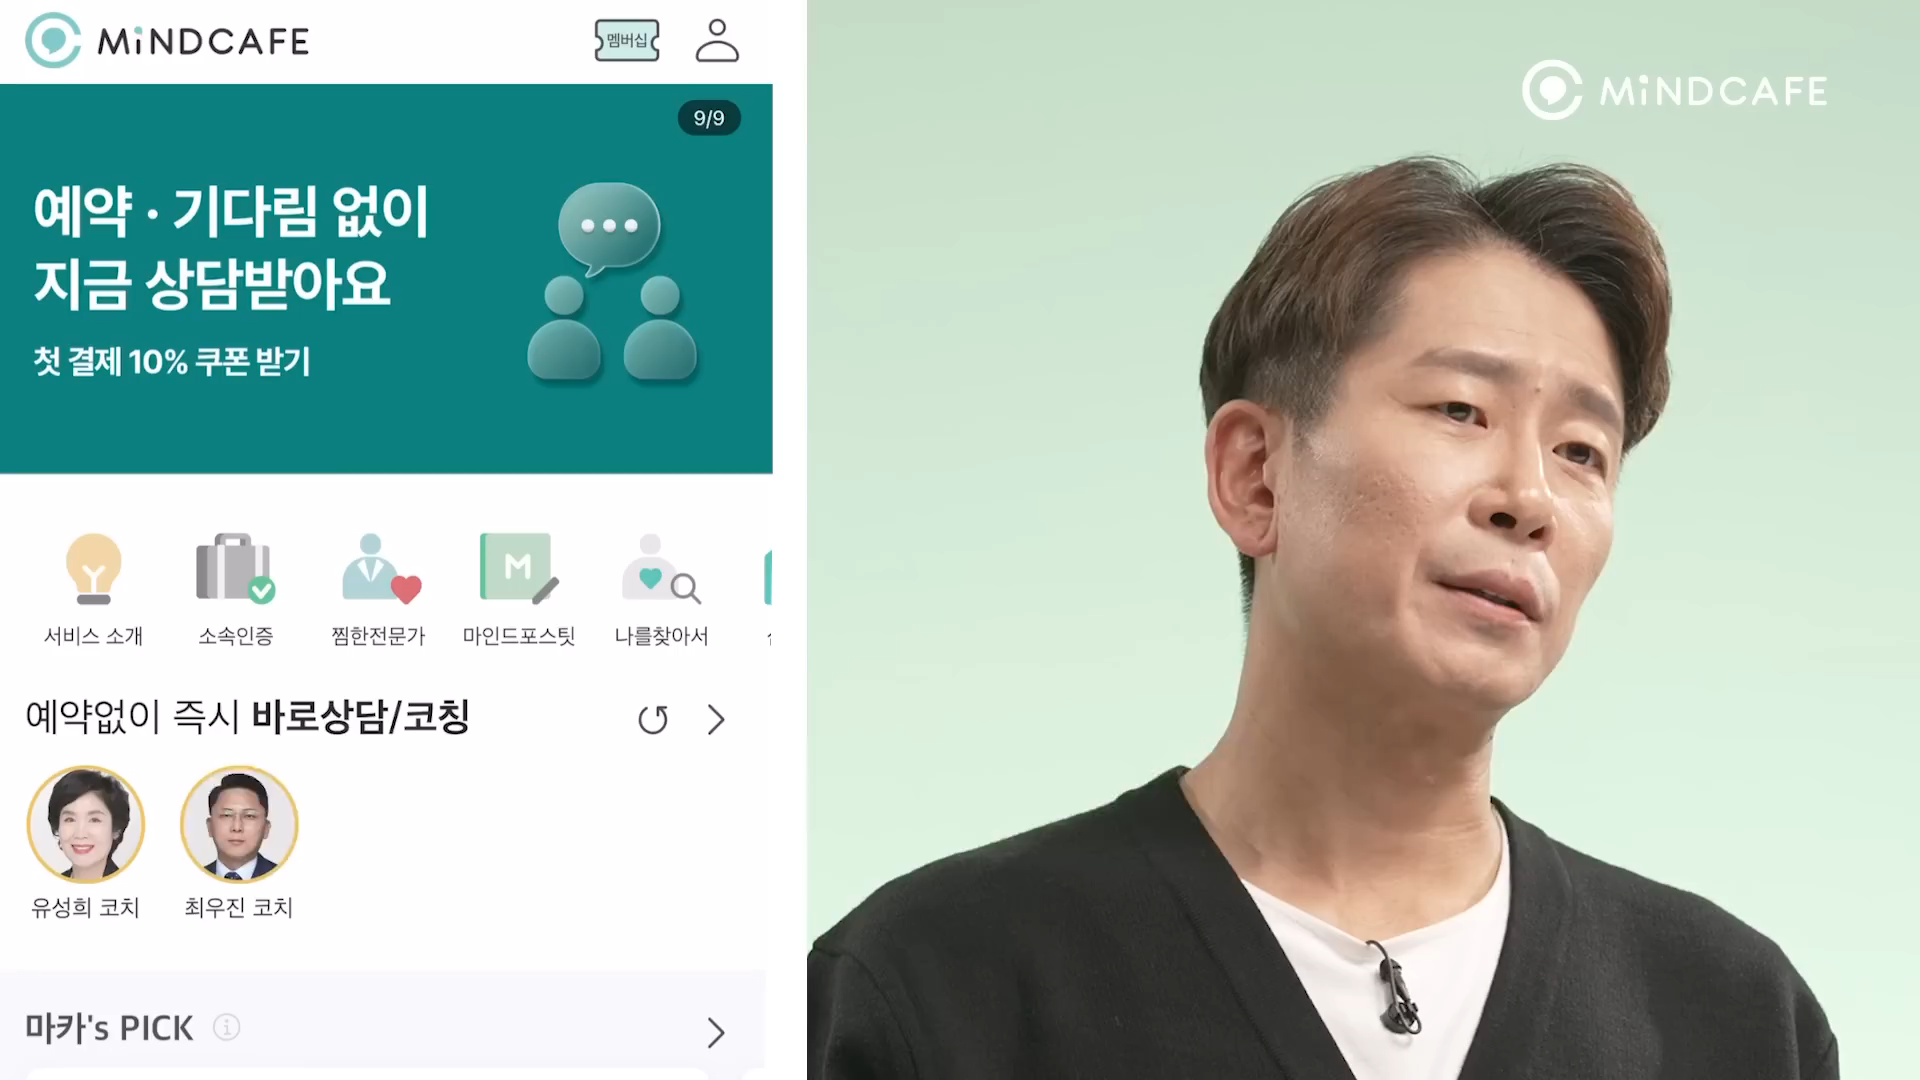 MiNDCAFE
멤버십
9/9
예약 · 기다림 없이
지금 상담받아요
첫 결제 10% 쿠폰 받기
서비스 소개
소속인증
찜한전문가
M
마인드포스팃
나를찾아서
예약없이 즉시 바로상담/코칭
유성희 코치
최우진 코치
마카's PICK
MiNDCAFE